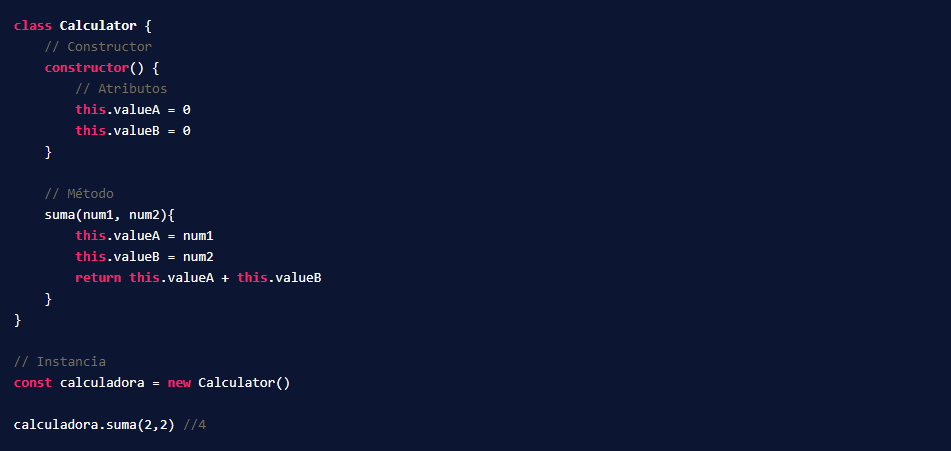 class Calculator {
    // Constructor
    constructor() {
        // Atributos
        this.valueA = 0
        this.valueB = 0
    }

    // Método
    suma(num1, num2){
        this.valueA = num1
        this.valueB = num2
        return this.valueA + this.valueB
    }
}

// Instancia
const calculadora = new Calculator()

calculadora.suma(2,2) //4